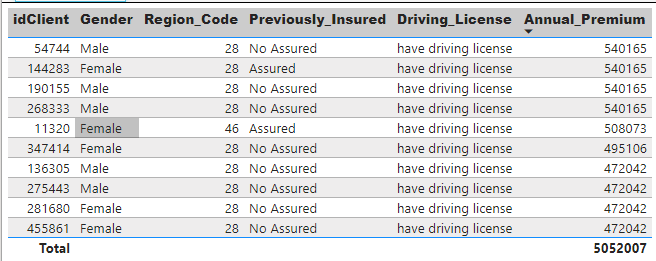 idClient Gender Region_Code Previously_Insured Driving_License Annual_Premium
54744 Male 28 No Assured have driving license 540165
144283 Female 28 Assured have driving license 540165
190155 Male 28 No Assured have driving license 540165
268333 Male 28 No Assured have driving license 540165
11320 Female 46 Assured have driving license 508073
347414 Female 28 No Assured have driving license 495106
136305 Male 28 No Assured have driving license 472042
275443 Male 28 No Assured have driving license 472042
281680 Female 28 No Assured have driving license 472042
455861 Female 28 No Assured have driving license 472042
Total 5052007